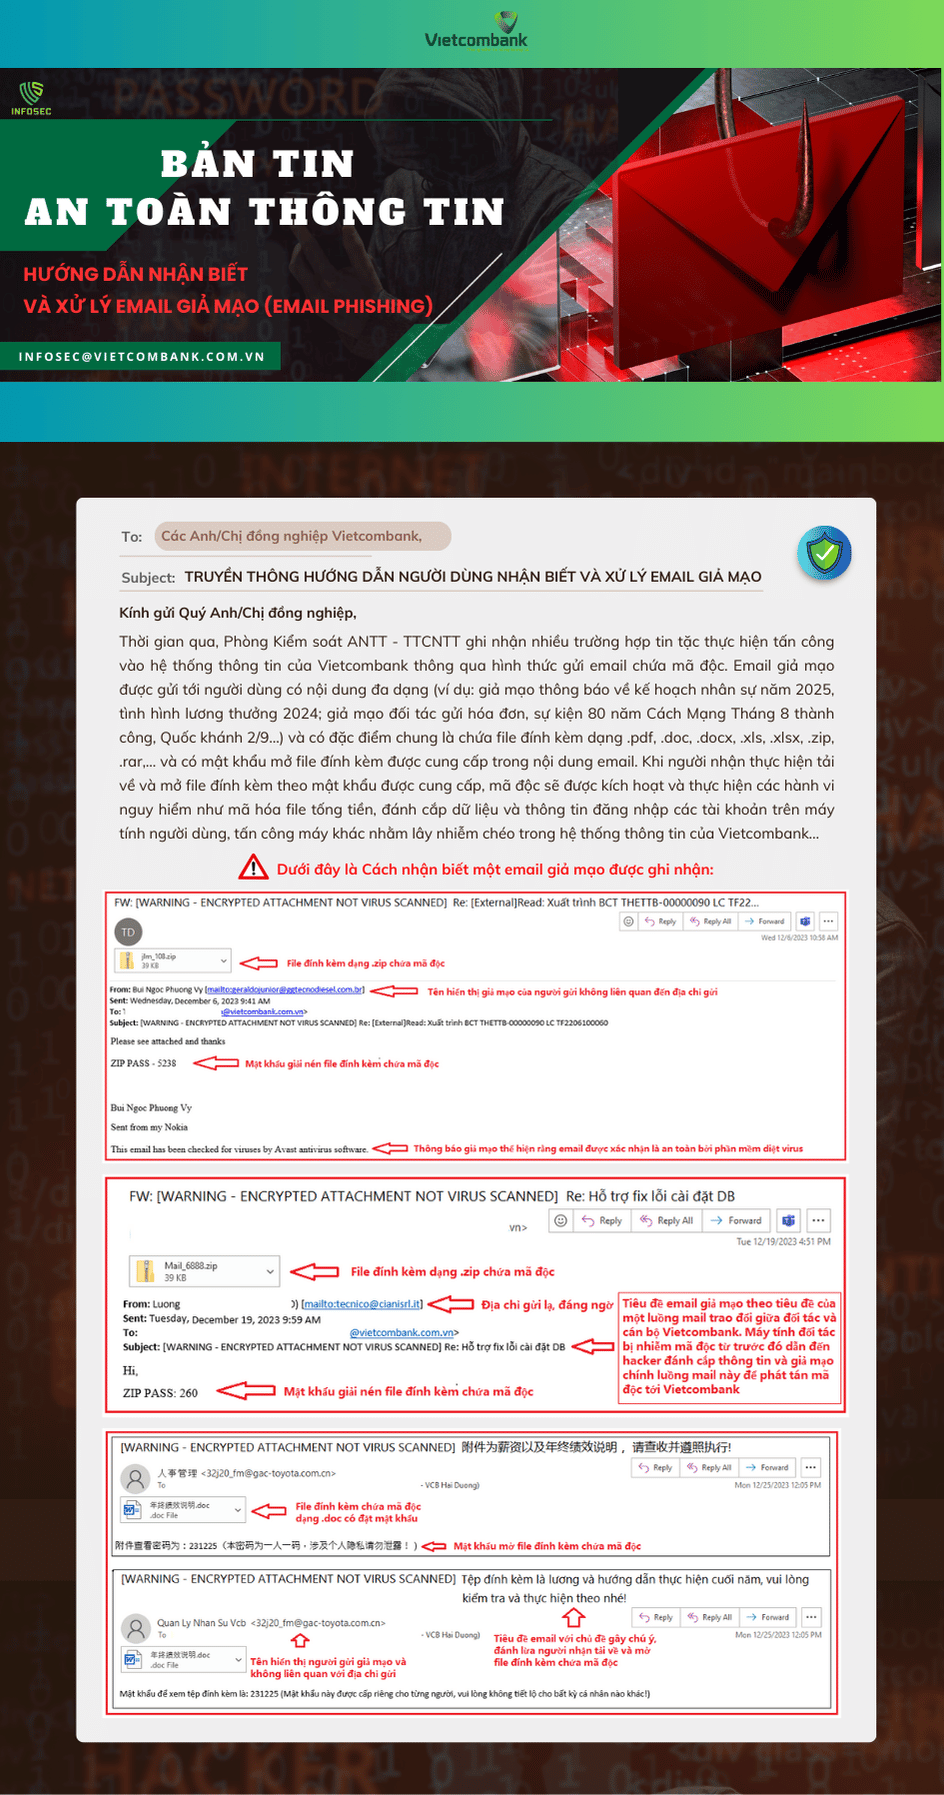 Vietcombank
INFOSEC
BẢN TIN
AN TOÀN THÔNG TIN
HƯỚNG DẪN NHẬN BIẾT
VÀ XỬ LÝ EMAIL GIẢ MẠO (EMAIL PHISHING)
INFOSEC@VIETCOMBANK.COM.VN
To: Các Anh/Chị đồng nghiệp Vietcombank,
Subject: TRUYỀN THÔNG HƯỚNG DẪN NGƯỜI DÙNG NHẬN BIẾT VÀ XỬ LÝ EMAIL GIẢ MẠO
Kính gửi Quý Anh/Chị đồng nghiệp,
Thời gian qua, Phòng Kiểm soát ANTT - TTCNTT ghi nhận nhiều trường hợp tin tặc thực hiện tấn công
vào hệ thống thông tin của Vietcombank thông qua hình thức gửi email chứa mã độc. Email giả mạo
được gửi tới người dùng có nội dung đa dạng (ví dụ: giả mạo thông báo về kế hoạch nhân sự năm 2025,
tình hình lương thưởng 2024; giả mạo đối tác gửi hóa đơn, sự kiện 80 năm Cách Mạng Tháng 8 thành
công, Quốc khánh 2/9...) và có đặc điểm chung là chứa file đính kèm dạng .pdf, .doc, .docx, .xls, .xlsx, .zip,
.rar,... và có mật khẩu mở file đính kèm được cung cấp trong nội dung email. Khi người nhận thực hiện tải
về và mở file đính kèm theo mật khẩu được cung cấp, mã độc sẽ được kích hoạt và thực hiện các hành vi
nguy hiểm như mã hóa file tống tiền, đánh cắp dữ liệu và thông tin đăng nhập các tài khoản trên máy
tính người dùng, tấn công máy khác nhằm lây nhiễm chéo trong hệ thống thông tin của Vietcombank...
Dưới đây là Cách nhận biết một email giả mạo được ghi nhận:
FW: [WARNING - ENCRYPTED ATTACHMENT NOT VIRUS SCANNED] Re: [External]Read: Xuất trình BCT THETTB-00000090 LC TF22...
TD
Reply Reply All Forward
Wed 12/6/2023 10:58 AM
jlm_108.zip
39 KB
File đính kèm dạng .zip chứa mã độc
From: Bui Ngoc Phuong Vy [mailto:geraldojunior@ggtecnodiesel.com.br]
Tên hiển thị giả mạo của người gửi không liên quan đến địa chỉ gửi
Sent: Wednesday, December 6, 2023 9:41 AM
To: @vietcombank.com.vn>
Subject: [WARNING - ENCRYPTED ATTACHMENT NOT VIRUS SCANNED] Re: [External]Read: Xuất trình BCT THETTB-00000090 LC TF2206100060
Please see attached and thanks
ZIP PASS - 5238
Mật khẩu giải nén file đính kèm chứa mã độc
Bui Ngoc Phuong Vy
Sent from my Nokia
This email has been checked for viruses by Avast antivirus software.
Thông báo giả mạo thể hiện rằng email được xác nhận là an toàn bởi phần mềm diệt virus
FW: [WARNING - ENCRYPTED ATTACHMENT NOT VIRUS SCANNED] Re: Hỗ trợ fix lỗi cài đặt DB
vn>
Reply Reply All Forward
Tue 12/19/2023 4:51 PM
Mail_6888.zip
39 KB
File đính kèm dạng .zip chứa mã độc
From: Luong ) [mailto:tecnico@cianisrl.it]
Địa chỉ gửi lạ, đáng ngờ
Sent: Tuesday, December 19, 2023 9:59 AM
To: @vietcombank.com.vn>
Subject: [WARNING - ENCRYPTED ATTACHMENT NOT VIRUS SCANNED] Re: Hỗ trợ fix lỗi cài đặt DB
Tiêu đề email giả mạo theo tiêu đề của
một luồng mail trao đổi giữa đối tác và
cán bộ Vietcombank. Máy tính đối tác
bị nhiễm mã độc từ trước đó dẫn đến
hacker đánh cắp thông tin và giả mạo
chính luồng mail này để phát tán mã
độc tới Vietcombank
Hi,
ZIP PASS: 260
Mật khẩu giải nén file đính kèm chứa mã độc
[WARNING - ENCRYPTED ATTACHMENT NOT VIRUS SCANNED] 附件为薪资以及年终绩效说明，请查收并遵照执行!
人事管理 <32j20_fm@gac-toyota.com.cn>
To - VCB Hai Duong)
Reply Reply All Forward
Mon 12/25/2023 12:05 PM
年终绩效说明.doc
.doc File
File đính kèm chứa mã độc
dạng .doc có đặt mật khẩu
附件查看密码为：231225（本密码为一人一码，涉及个人隐私请勿泄露！）
Mật khẩu mở file đính kèm chứa mã độc
[WARNING - ENCRYPTED ATTACHMENT NOT VIRUS SCANNED] Tệp đính kèm là lương và hướng dẫn thực hiện cuối năm, vui lòng
kiểm tra và thực hiện theo nhé!
Quan Ly Nhan Su Vcb <32j20_fm@gac-toyota.com.cn>
To - VCB Hai Duong)
Reply Reply All Forward
Mon 12/25/2023 12:05 PM
年终绩效说明.doc
.doc File
Tên hiển thị người gửi giả mạo và
không liên quan với địa chỉ gửi
Tiêu đề email với chủ đề gây chú ý,
đánh lừa người nhận tải về và mở
file đính kèm chứa mã độc
Mật khẩu để xem tệp đính kèm là: 231225 (Mật khẩu này được cấp riêng cho từng người, vui lòng không tiết lộ cho bất kỳ cá nhân nào khác!)